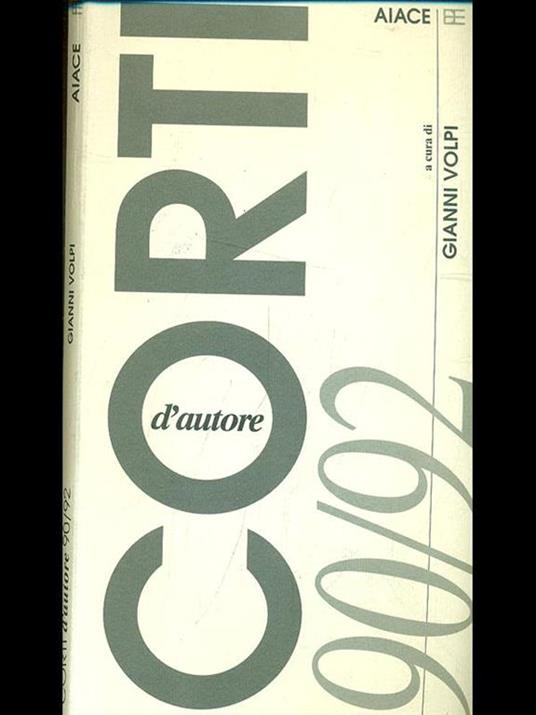 AIACE
a cura di
GIANNI VOLPI
CORTI
d'autore
90/92
CORTI d'autore 90/92
GIANNI VOLPI
AIACE